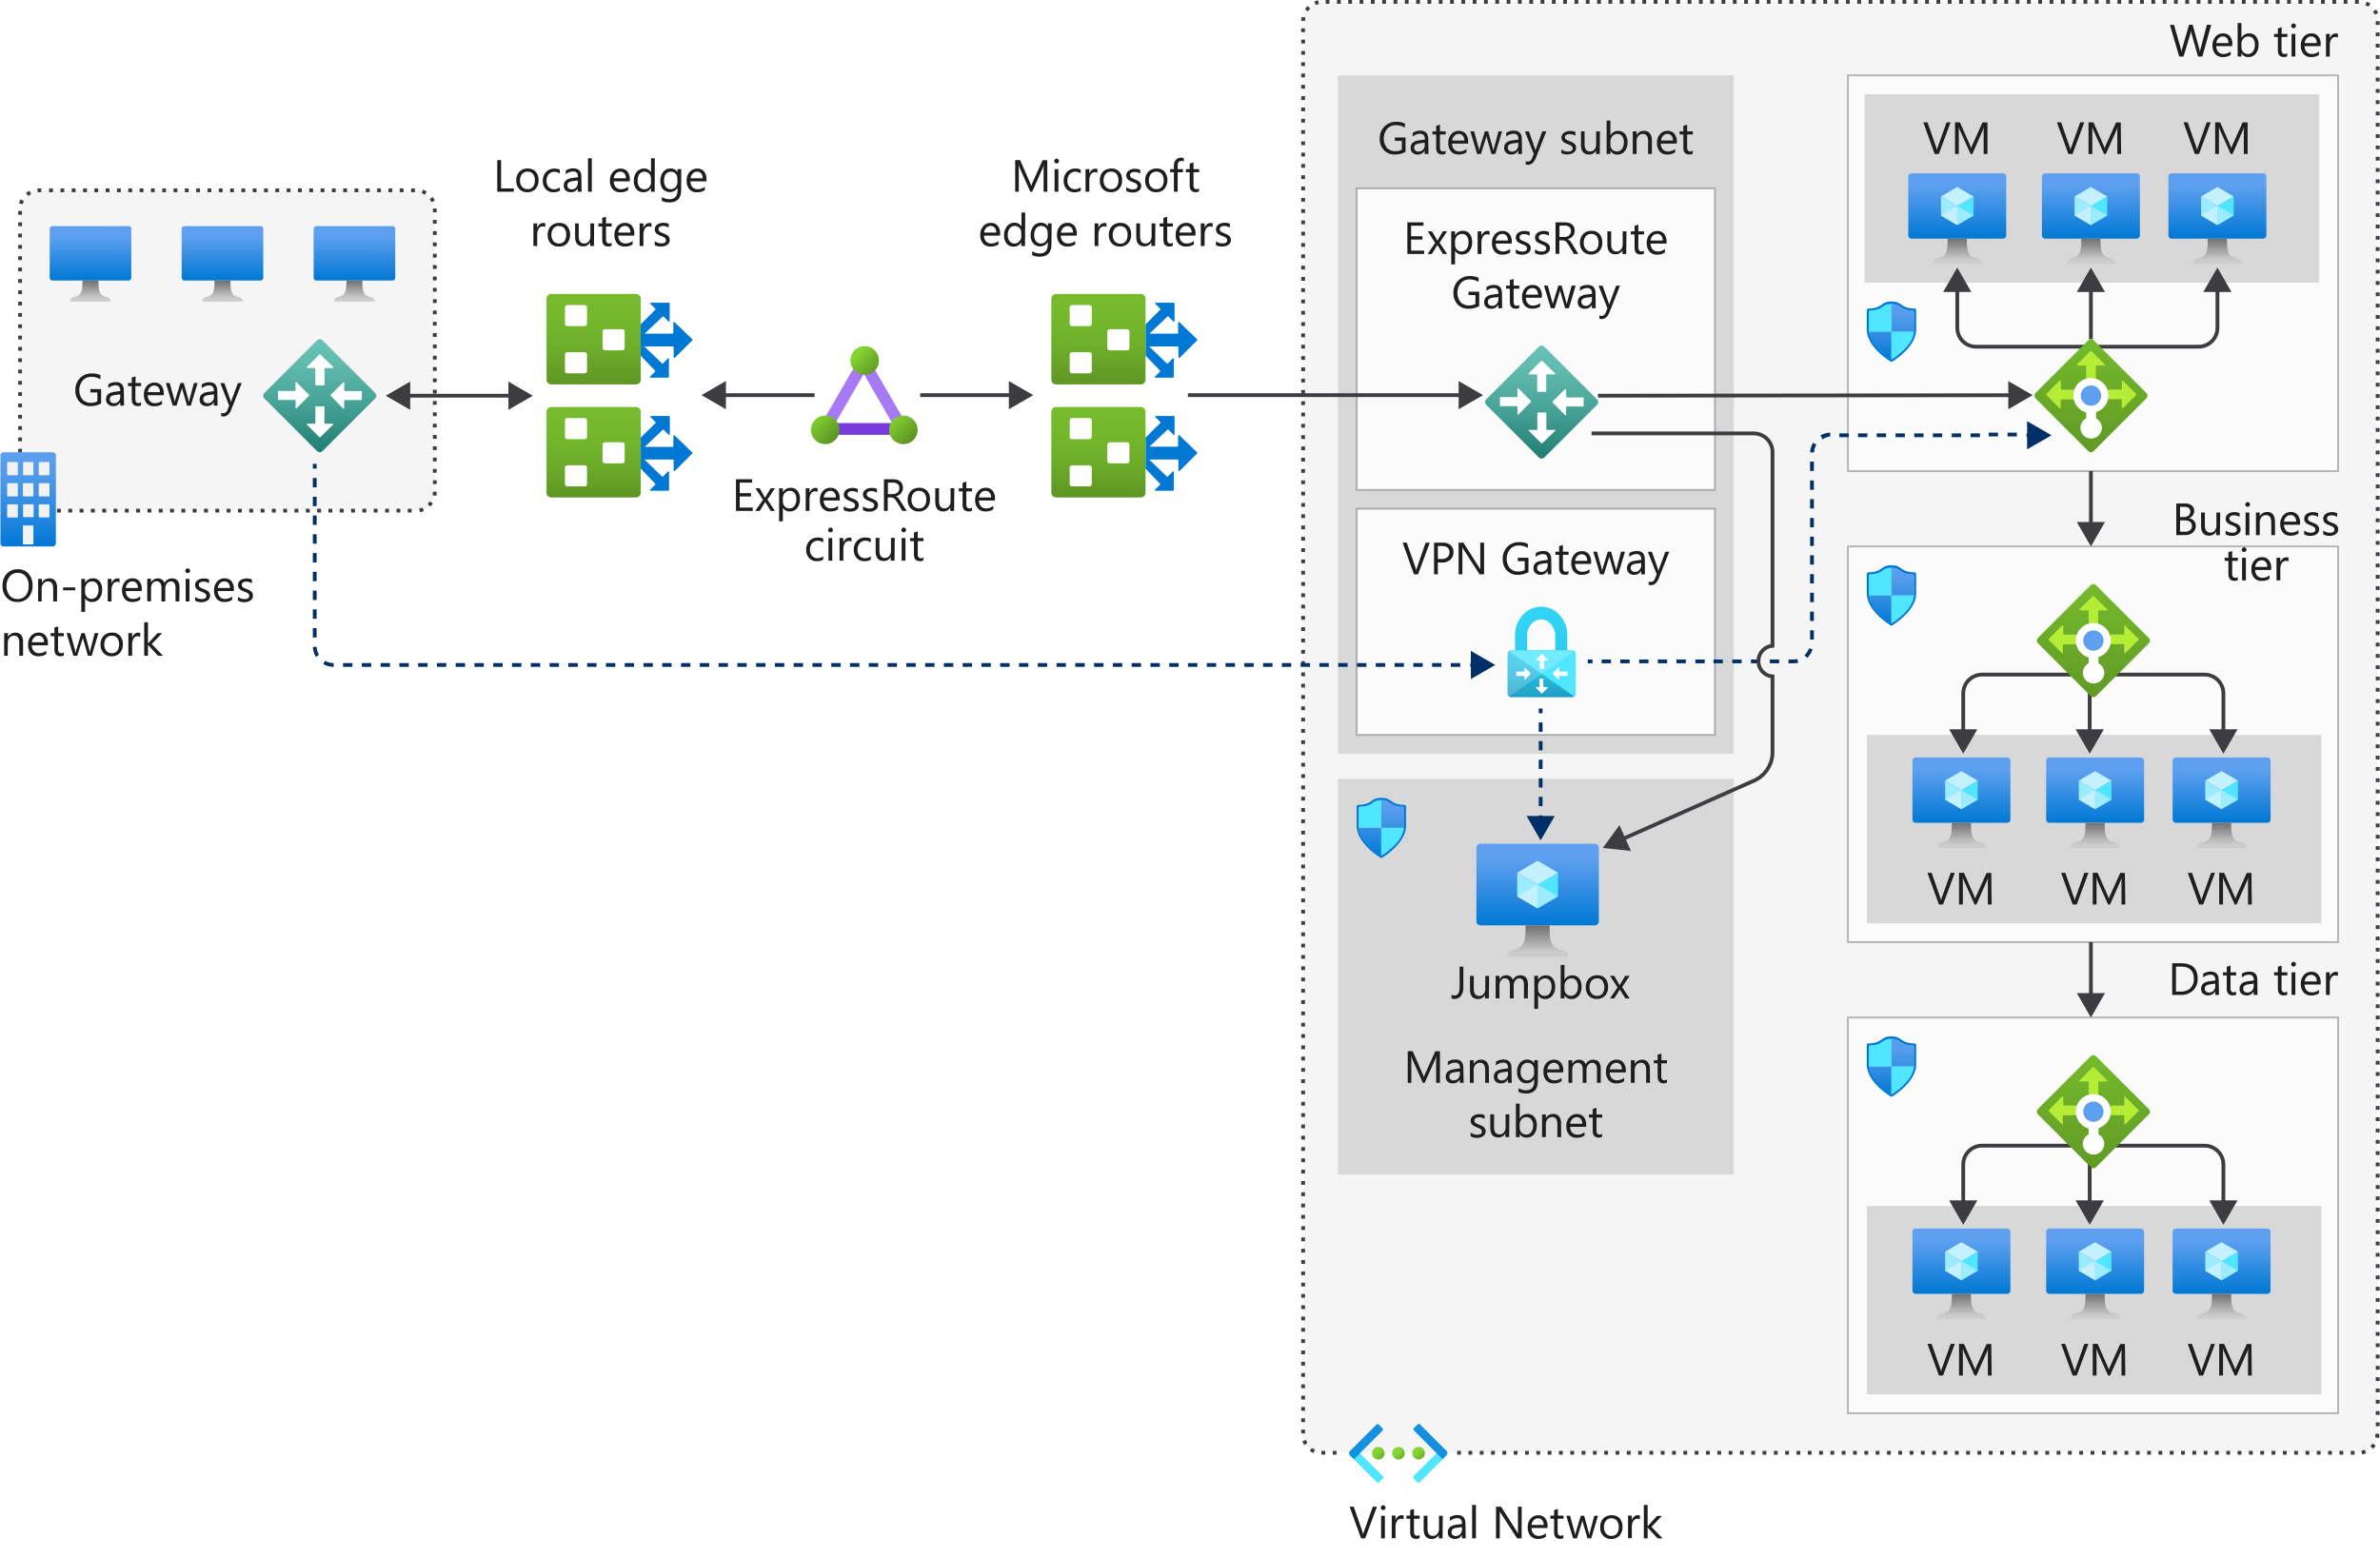 Gateway
On-premises
network
Local edge
routers
ExpressRoute
circuit
Microsoft
edge routers
Gateway subnet
ExpressRoute
Gateway
VPN Gateway
Jumpbox
Management
subnet
Web tier
VM VM VM
Business
tier
VM VM VM
Data tier
VM VM VM
Virtual Network